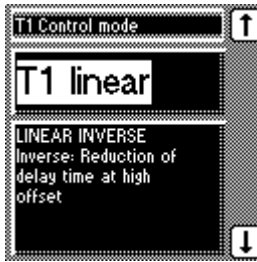 T1 Control mode
T1 linear
LINEAR INVERSE
Inverse: Reduction of
delay time at high
offset